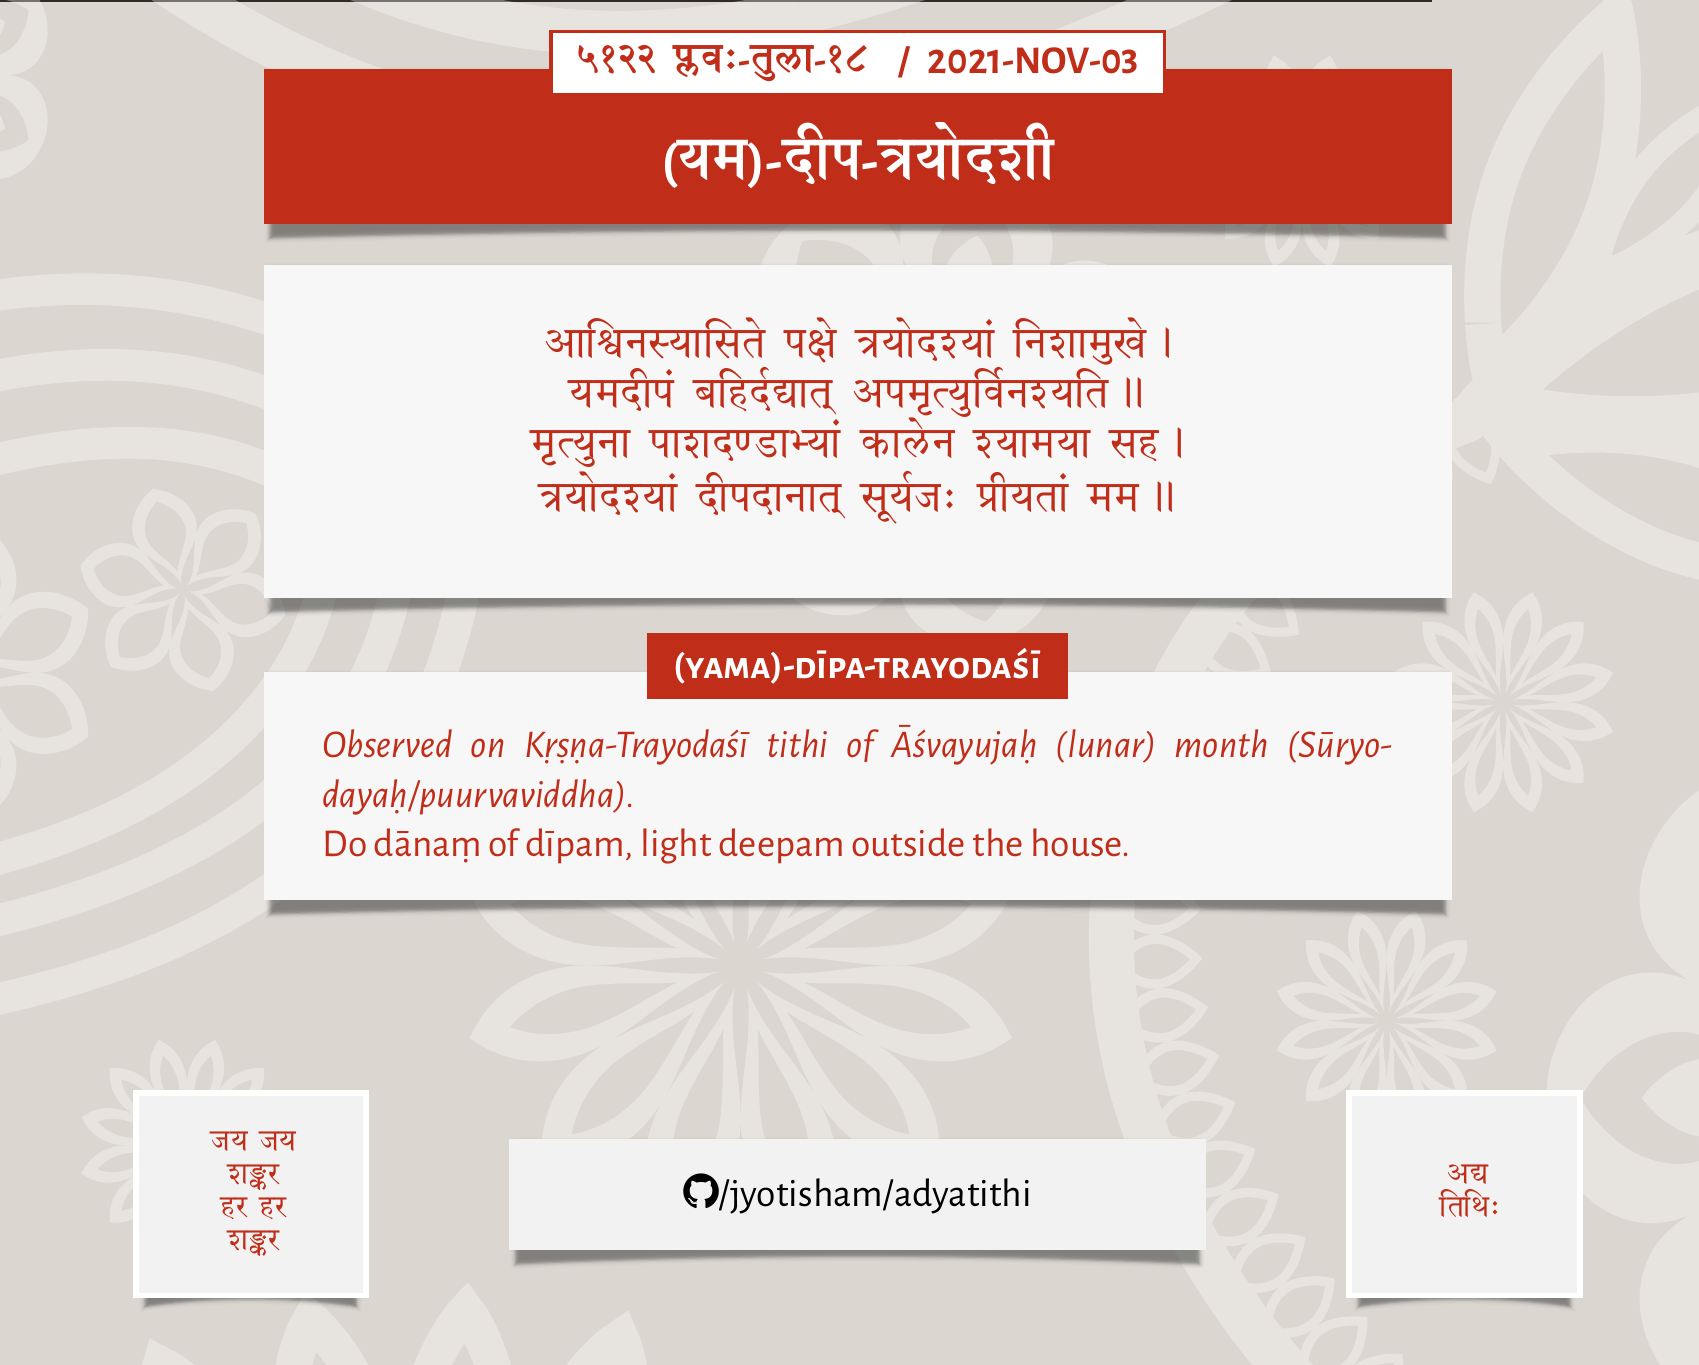 ५१२२ प्लवः-तुला-१८ / 2021-NOV-03
(यम)-दीप-त्रयोदशी
आश्विनस्यासिते पक्षे त्रयोदश्यां निशामुखे ।
यमदीपं बहिर्दद्यात् अपमृत्युर्विनश्यति ॥
मृत्युना पाशदण्डाभ्यां कालेन श्यामया सह ।
त्रयोदश्यां दीपदानात् सूर्यजः प्रीयतां मम ॥
(YAMA)-DĪPA-TRAYODAŚĪ
Observed on Kṛṣṇa-Trayodaśī tithi of Āśvayujaḥ (lunar) month (Sūryo-
dayaḥ/puurvaviddha).
Do dānaṃ of dīpam, light deepam outside the house.
जय जय
शङ्कर
हर हर
शङ्कर
/jyotisham/adyatithi
अद्य
तिथिः